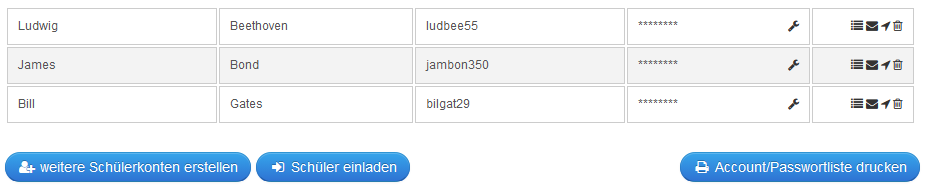 Ludwig Beethoven ludbee55 ********
James Bond jambon350 ********
Bill Gates bilgat29 ********
weitere Schülerkonten erstellen Schüler einladen Account/Passwortliste drucken